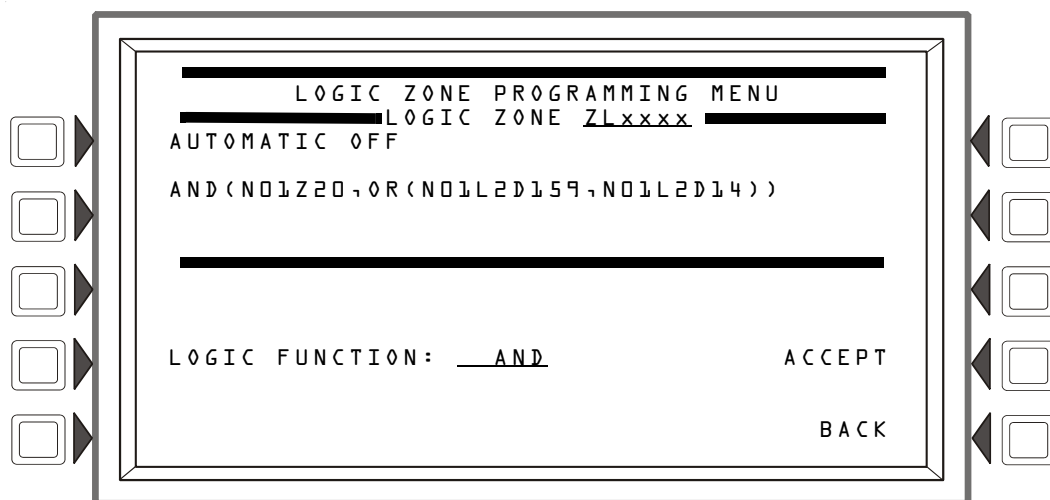 LOGIC ZONE PROGRAMMING MENU
LOGIC ZONE ZLxxxx
AUTOMATIC OFF
AND(N01Z20,OR(N01L2D159,N01L2D14))
LOGIC FUNCTION: AND ACCEPT
BACK